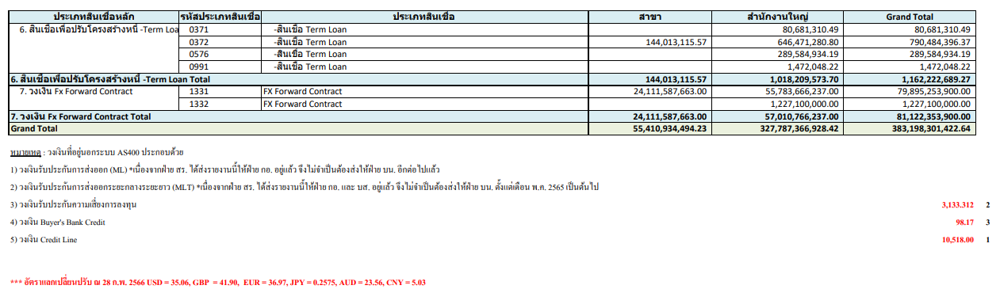 ประเภทสินเชื่อหลัก รหัสประเภทสินเชื่อ ประเภทสินเชื่อ สาขา สำนักงานใหญ่ Grand Total
6. สินเชื่อเพื่อปรับโครงสร้างหนี้ -Term Loa 0371 -สินเชื่อ Term Loan 80,681,310.49 80,681,310.49
0372 -สินเชื่อ Term Loan 144,013,115.57 646,471,280.80 790,484,396.37
0576 -สินเชื่อ Term Loan 289,584,934.19 289,584,934.19
0991 -สินเชื่อ Term Loan 1,472,048.22 1,472,048.22
6. สินเชื่อเพื่อปรับโครงสร้างหนี้ -Term Loan Total 144,013,115.57 1,018,209,573.70 1,162,222,689.27
7. วงเงิน Fx Forward Contract 1331 FX Forward Contract 24,111,587,663.00 55,783,666,237.00 79,895,253,900.00
1332 FX Forward Contract 1,227,100,000.00 1,227,100,000.00
7. วงเงิน Fx Forward Contract Total 24,111,587,663.00 57,010,766,237.00 81,122,353,900.00
Grand Total 55,410,934,494.23 327,787,366,928.42 383,198,301,422.64
หมายเหตุ : วงเงินที่อยู่นอกระบบ AS400 ประกอบด้วย
1) วงเงินรับประกันการส่งออก (ML) *เนื่องจากฝ่าย สร. ได้ส่งรายงานนี้ให้ฝ่าย กอ. อยู่แล้ว จึงไม่จำเป็นต้องส่งให้ฝ่าย บน. อีกต่อไปแล้ว
2) วงเงินรับประกันการส่งออกระยะกลางระยะยาว (MLT) *เนื่องจากฝ่าย สร. ได้ส่งรายงานนี้ให้ฝ่าย กอ. และ บส. อยู่แล้ว จึงไม่จำเป็นต้องส่งให้ฝ่าย บน. ตั้งแต่เดือน พ.ค. 2565 เป็นต้นไป
3) วงเงินรับประกันความเสี่ยงการลงทุน 3,133.312 2
4) วงเงิน Buyer's Bank Credit 98.17 3
5) วงเงิน Credit Line 10,518.00 1
*** อัตราแลกเปลี่ยนปรับ ณ 28 ก.พ. 2566 USD = 35.06, GBP = 41.90, EUR = 36.97, JPY = 0.2575, AUD = 23.56, CNY = 5.03